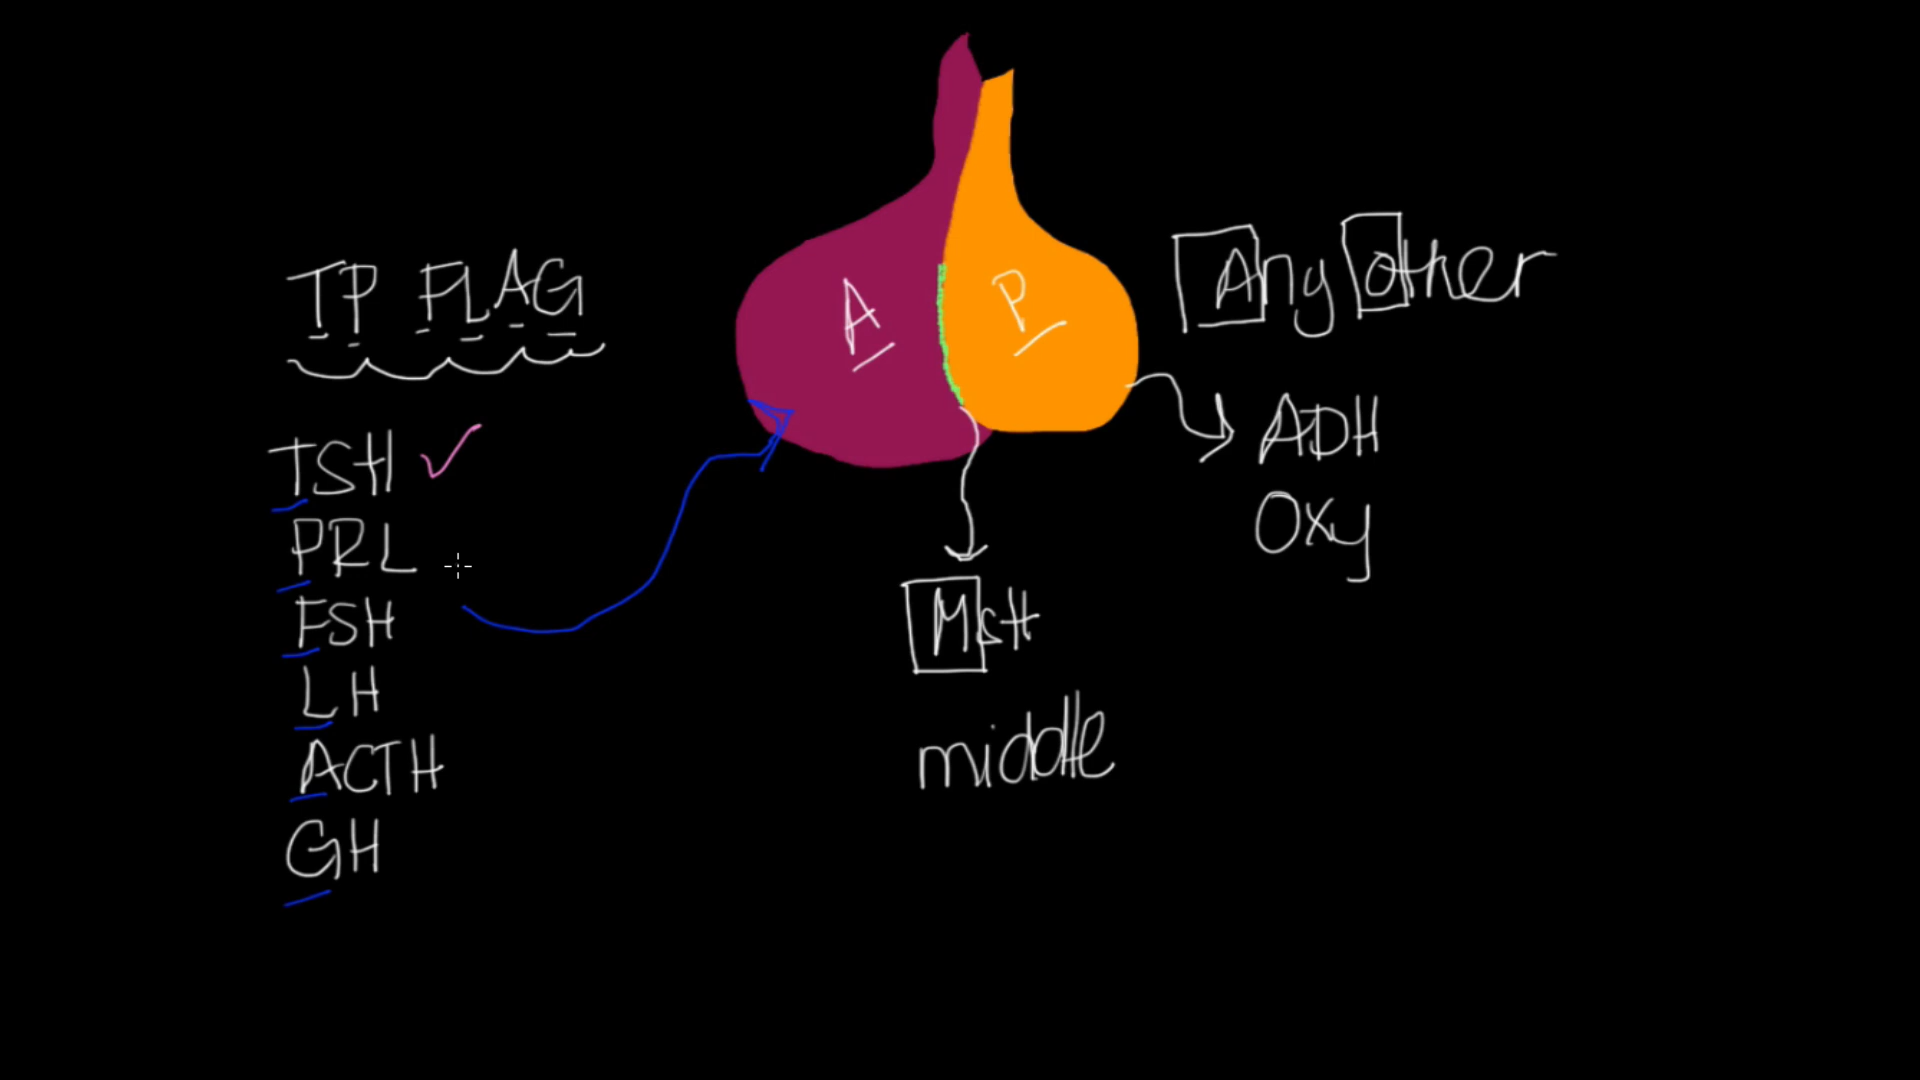 TP FLAG
TSH
PRL
FSH
LH
ACTH
GH
A
P
MSH
middle
Any Other
ADH
Oxy